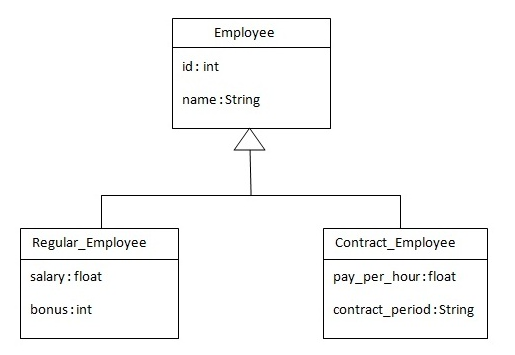 Employee
id : int
name : String
Regular_Employee
salary : float
bonus : int
Contract_Employee
pay_per_hour : float
contract_period : String